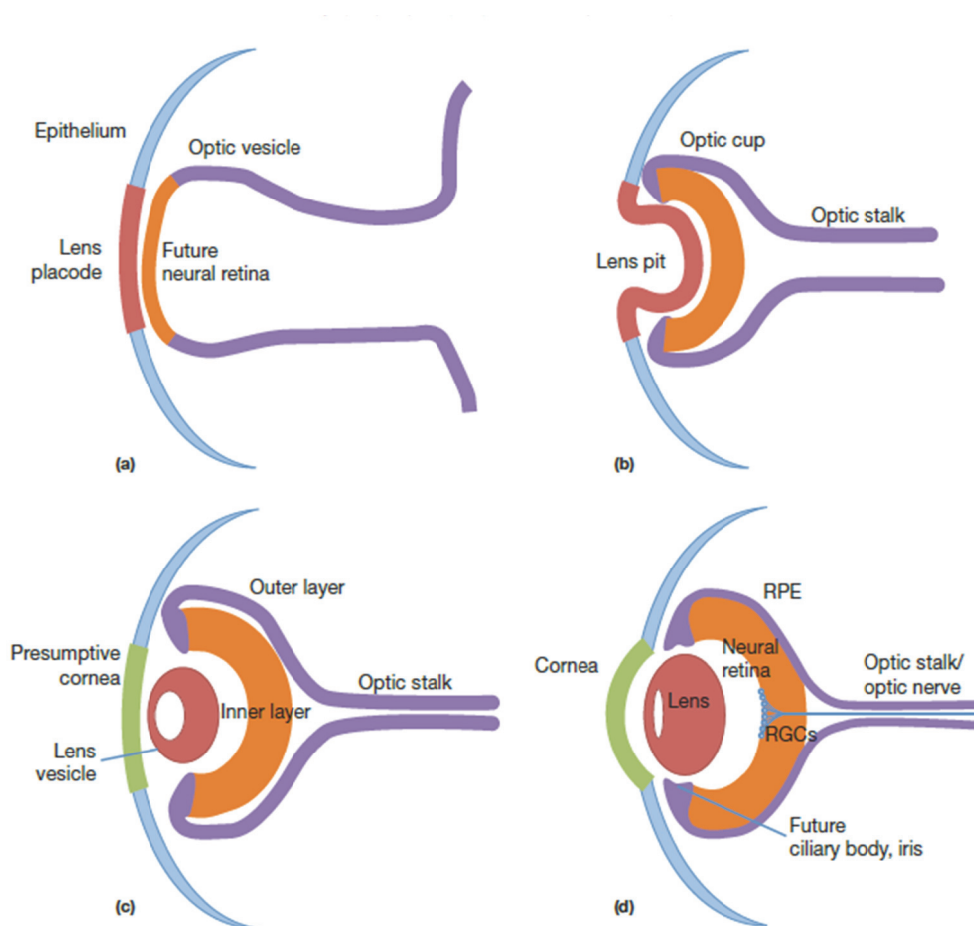 Epithelium
Optic vesicle
Lens
placode
Future
neural retina
(a)
Optic cup
Optic stalk
Lens pit
(b)
Outer layer
Presumptive
cornea
Optic stalk
Inner layer
Lens
vesicle
(c)
RPE
Neural
retina
Cornea
Optic stalk/
optic nerve
Lens
RGCs
Future
ciliary body, iris
(d)